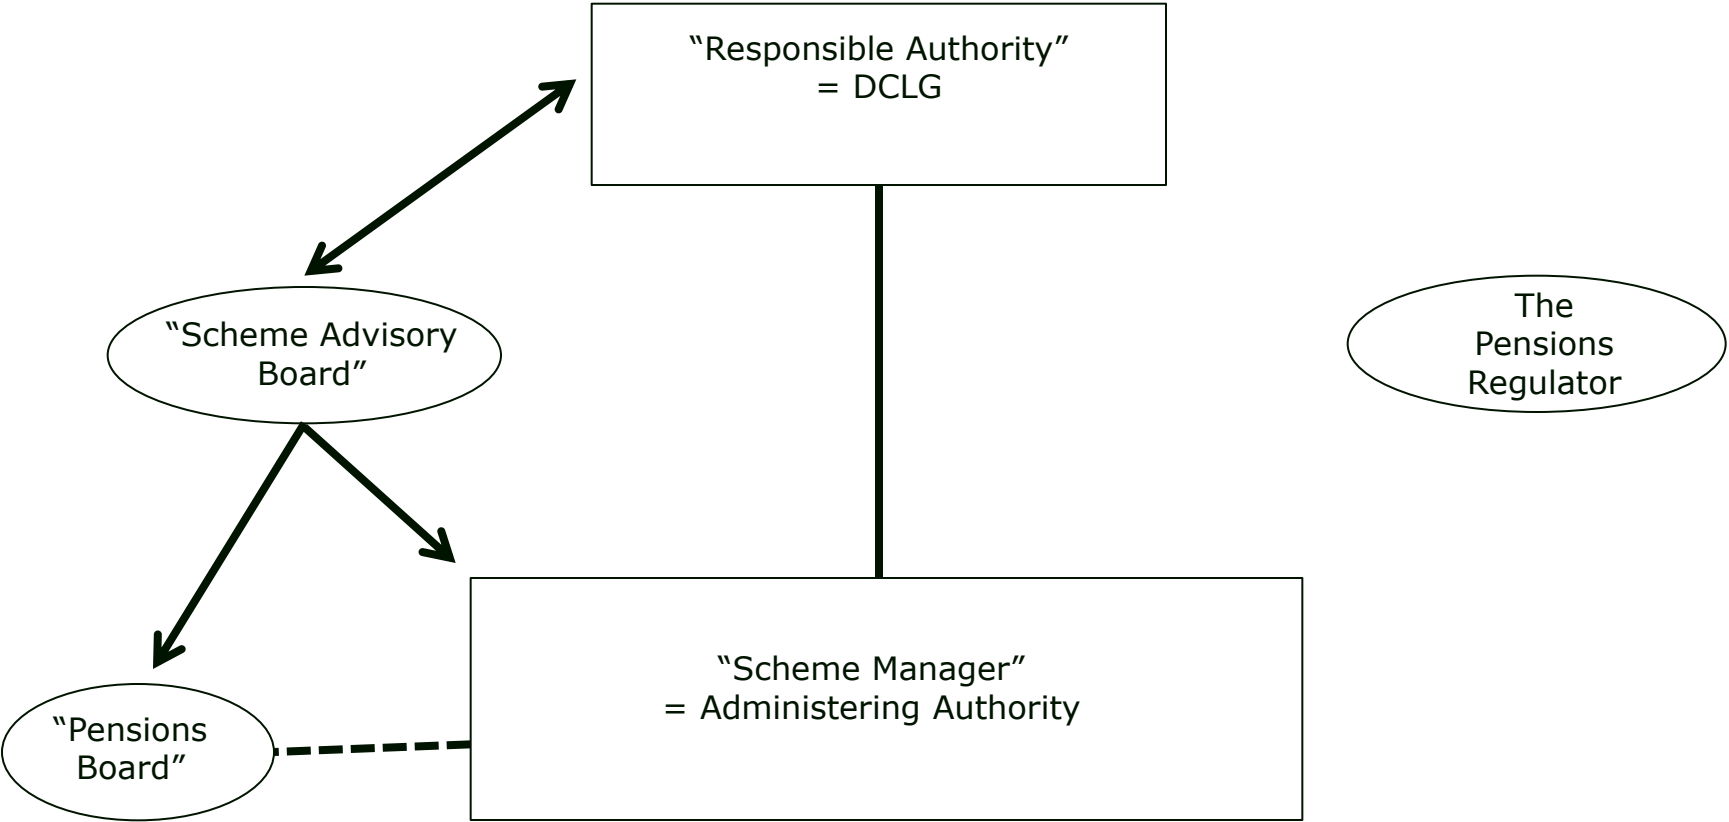 “Responsible Authority”
= DCLG
“Scheme Advisory
Board”
The
Pensions
Regulator
“Scheme Manager”
= Administering Authority
“Pensions
Board”